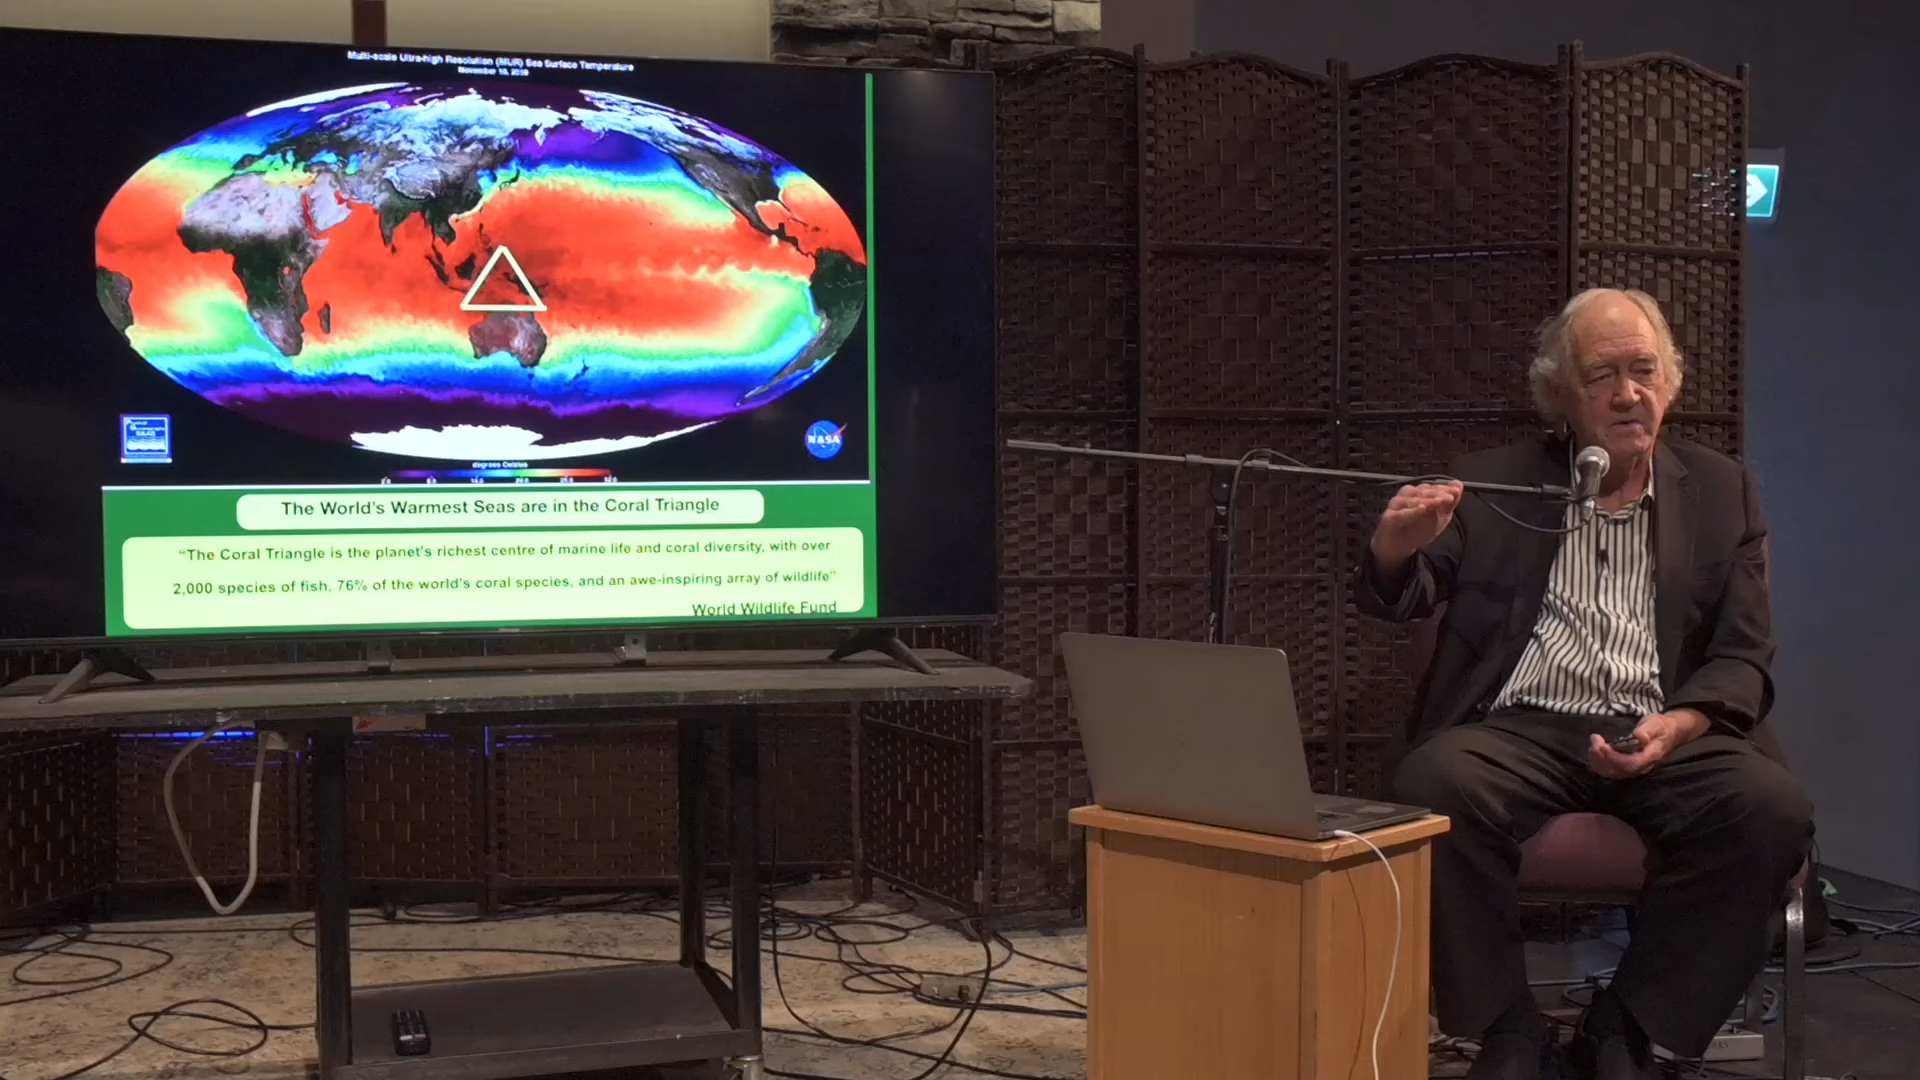 Multi-scale Ultra-high Resolution (MUR) Sea Surface Temperature
NASA
degrees Celsius
The World's Warmest Seas are in the Coral Triangle
"The Coral Triangle is the planet's richest centre of marine life and coral diversity, with over
2,000 species of fish, 76% of the world's coral species, and an awe-inspiring array of wildlife"
World Wildlife Fund